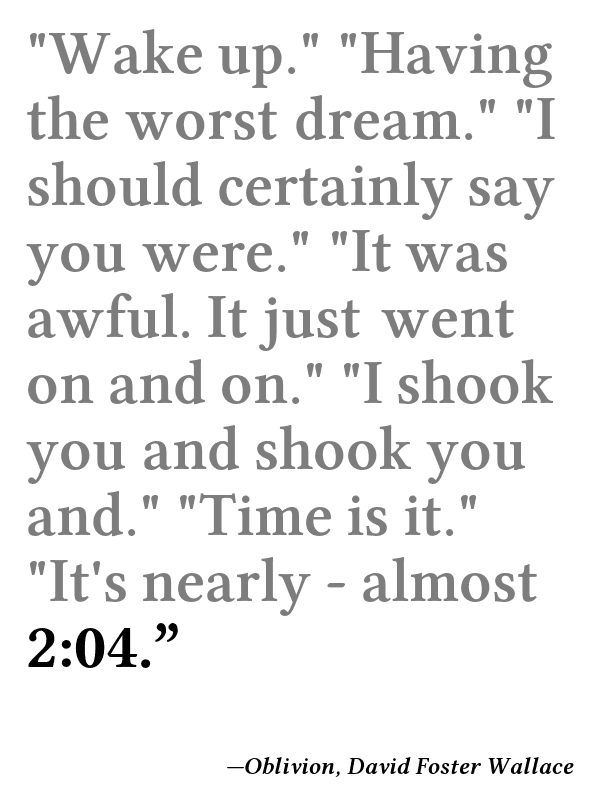 "Wake up." "Having
the worst dream." "I
should certainly say
you were." "It was
awful. It just went
on and on." "I shook
you and shook you
and." "Time is it."
"It's nearly - almost
2:04.”
—Oblivion, David Foster Wallace